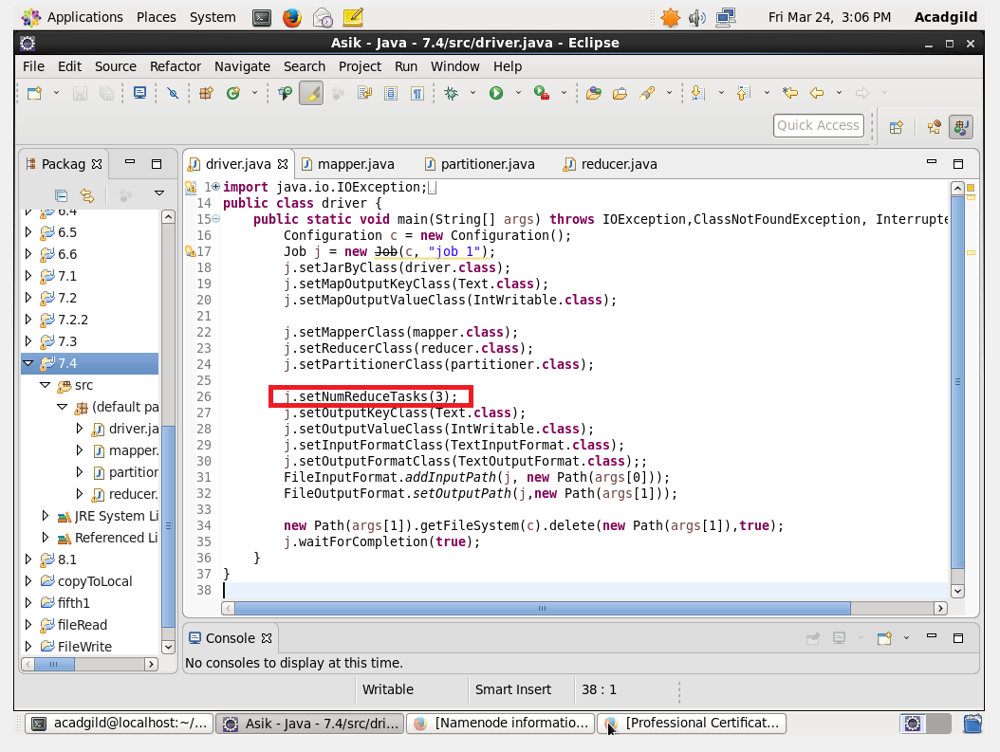 Applications Places System Fri Mar 24, 3:06 PM Acadgild
Asik - Java - 7.4/src/driver.java - Eclipse
File Edit Source Refactor Navigate Search Project Run Window Help
Quick Access
Packag
driver.java mapper.java partitioner.java reducer.java
6.4
6.5
6.6
7.1
7.2
7.2.2
7.3
7.4
src
(default pa
driver.ja
mapper.
partitior
reducer.
JRE System Li
Referenced Li
8.1
copyToLocal
fifth1
fileRead
FileWrite
1 import java.io.IOException;
14 public class driver {
15 public static void main(String[] args) throws IOException,ClassNotFoundException, Interrupte
16 Configuration c = new Configuration();
17 Job j = new Job(c, "job 1");
18 j.setJarByClass(driver.class);
19 j.setMapOutputKeyClass(Text.class);
20 j.setMapOutputValueClass(IntWritable.class);
21
22 j.setMapperClass(mapper.class);
23 j.setReducerClass(reducer.class);
24 j.setPartitionerClass(partitioner.class);
25
26 j.setNumReduceTasks(3);
27 j.setOutputKeyClass(Text.class);
28 j.setOutputValueClass(IntWritable.class);
29 j.setInputFormatClass(TextInputFormat.class);
30 j.setOutputFormatClass(TextOutputFormat.class);;
31 FileInputFormat.addInputPath(j, new Path(args[0]));
32 FileOutputFormat.setOutputPath(j,new Path(args[1]));
33
34 new Path(args[1]).getFileSystem(c).delete(new Path(args[1]),true);
35 j.waitForCompletion(true);
36 }
37 }
38
Console
No consoles to display at this time.
Writable Smart Insert 38 : 1
acadgild@localhost:~/... Asik - Java - 7.4/src/dri... [Namenode informatio... [Professional Certificat...